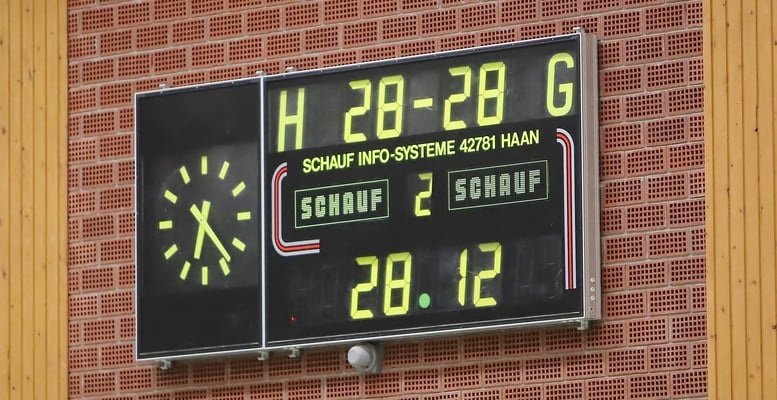 H 28-28 G
SCHAUF INFO-SYSTEME 42781 HAAN
SCHAUF 2 SCHAUF
28.12